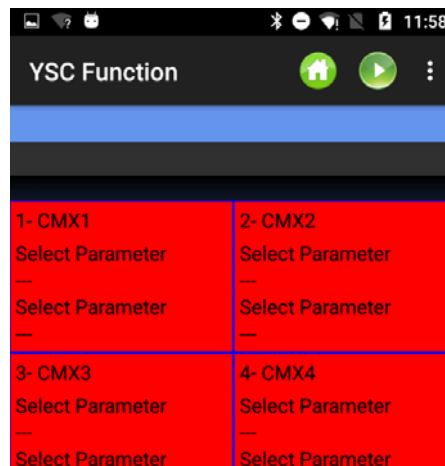 11:58
YSC Function
1- CMX1
Select Parameter
---
Select Parameter
---
2- CMX2
Select Parameter
---
Select Parameter
---
3- CMX3
Select Parameter
---
Select Parameter
4- CMX4
Select Parameter
---
Select Parameter